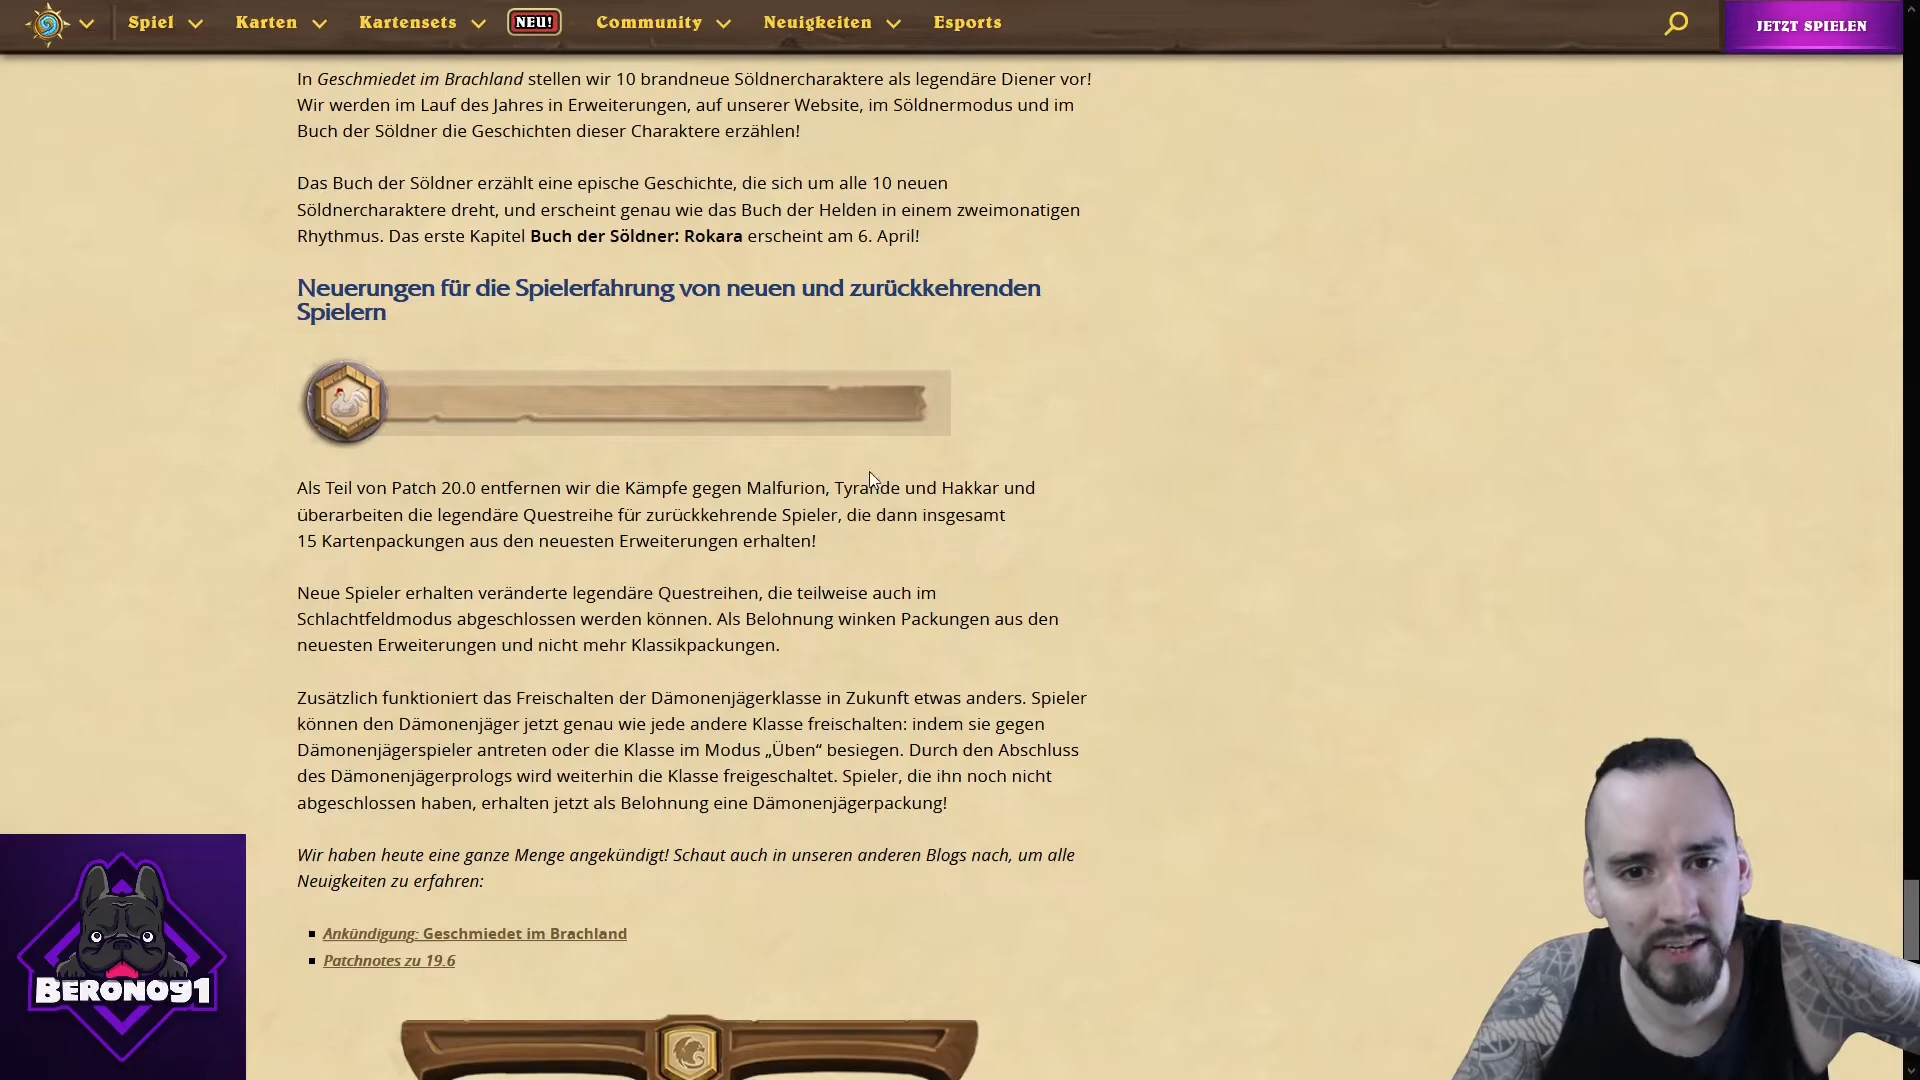 Spiel Karten Kartensets NEU! Community Neuigkeiten Esports JETZT SPIELEN
In Geschmiedet im Brachland stellen wir 10 brandneue Söldnercharaktere als legendäre Diener vor!
Wir werden im Lauf des Jahres in Erweiterungen, auf unserer Website, im Söldnermodus und im
Buch der Söldner die Geschichten dieser Charaktere erzählen!
Das Buch der Söldner erzählt eine epische Geschichte, die sich um alle 10 neuen
Söldnercharaktere dreht, und erscheint genau wie das Buch der Helden in einem zweimonatigen
Rhythmus. Das erste Kapitel Buch der Söldner: Rokara erscheint am 6. April!
Neuerungen für die Spielerfahrung von neuen und zurückkehrenden
Spielern
Als Teil von Patch 20.0 entfernen wir die Kämpfe gegen Malfurion, Tyrande und Hakkar und
überarbeiten die legendäre Questreihe für zurückkehrende Spieler, die dann insgesamt
15 Kartenpackungen aus den neuesten Erweiterungen erhalten!
Neue Spieler erhalten veränderte legendäre Questreihen, die teilweise auch im
Schlachtfeldmodus abgeschlossen werden können. Als Belohnung winken Packungen aus den
neuesten Erweiterungen und nicht mehr Klassikpackungen.
Zusätzlich funktioniert das Freischalten der Dämonenjägerklasse in Zukunft etwas anders. Spieler
können den Dämonenjäger jetzt genau wie jede andere Klasse freischalten: indem sie gegen
Dämonenjägerspieler antreten oder die Klasse im Modus „Üben“ besiegen. Durch den Abschluss
des Dämonenjägerprologs wird weiterhin die Klasse freigeschaltet. Spieler, die ihn noch nicht
abgeschlossen haben, erhalten jetzt als Belohnung eine Dämonenjägerpackung!
Wir haben heute eine ganze Menge angekündigt! Schaut auch in unseren anderen Blogs nach, um alle
Neuigkeiten zu erfahren:
Ankündigung: Geschmiedet im Brachland
Patchnotes zu 19.6
BERONO91